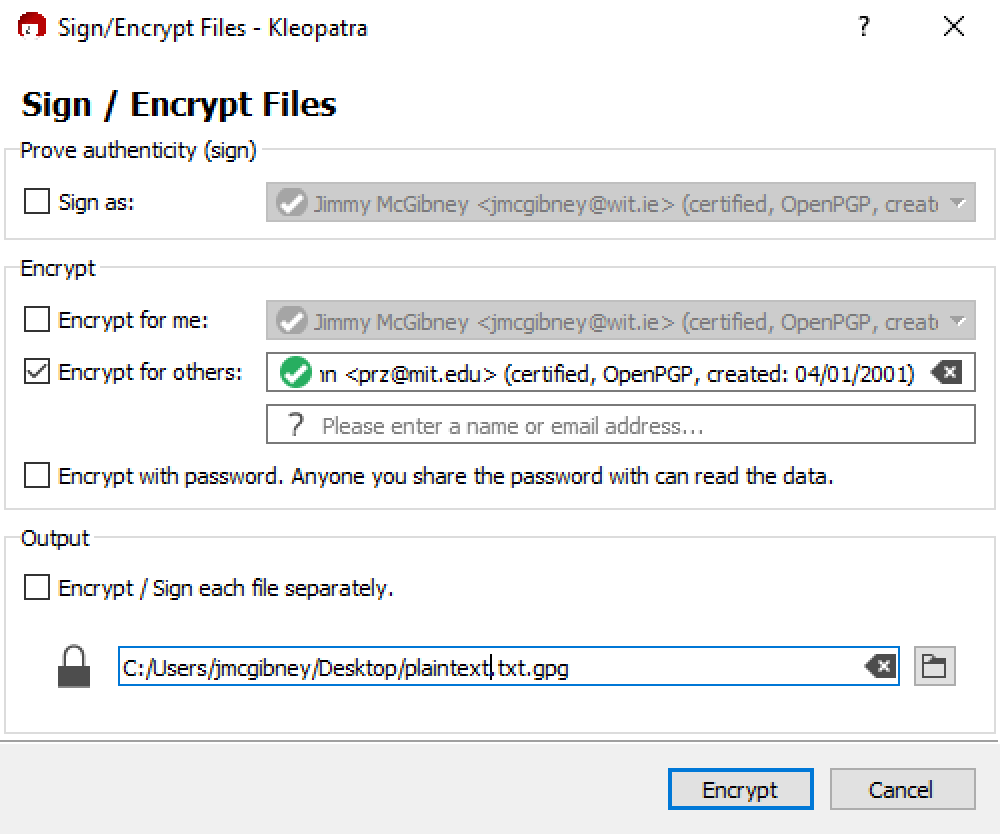 Sign/Encrypt Files - Kleopatra ?
Sign / Encrypt Files
Prove authenticity (sign)
Sign as: Jimmy McGibney <jmcgibney@wit.ie> (certified, OpenPGP, creat
Encrypt
Encrypt for me: Jimmy McGibney <jmcgibney@wit.ie> (certified, OpenPGP, creat
Encrypt for others: <prz@mit.edu> (certified, OpenPGP, created: 04/01/2001)
? Please enter a name or email address...
Encrypt with password. Anyone you share the password with can read the data.
Output
Encrypt / Sign each file separately.
C:/Users/jmcgibney/Desktop/plaintext.txt.gpg
Encrypt Cancel